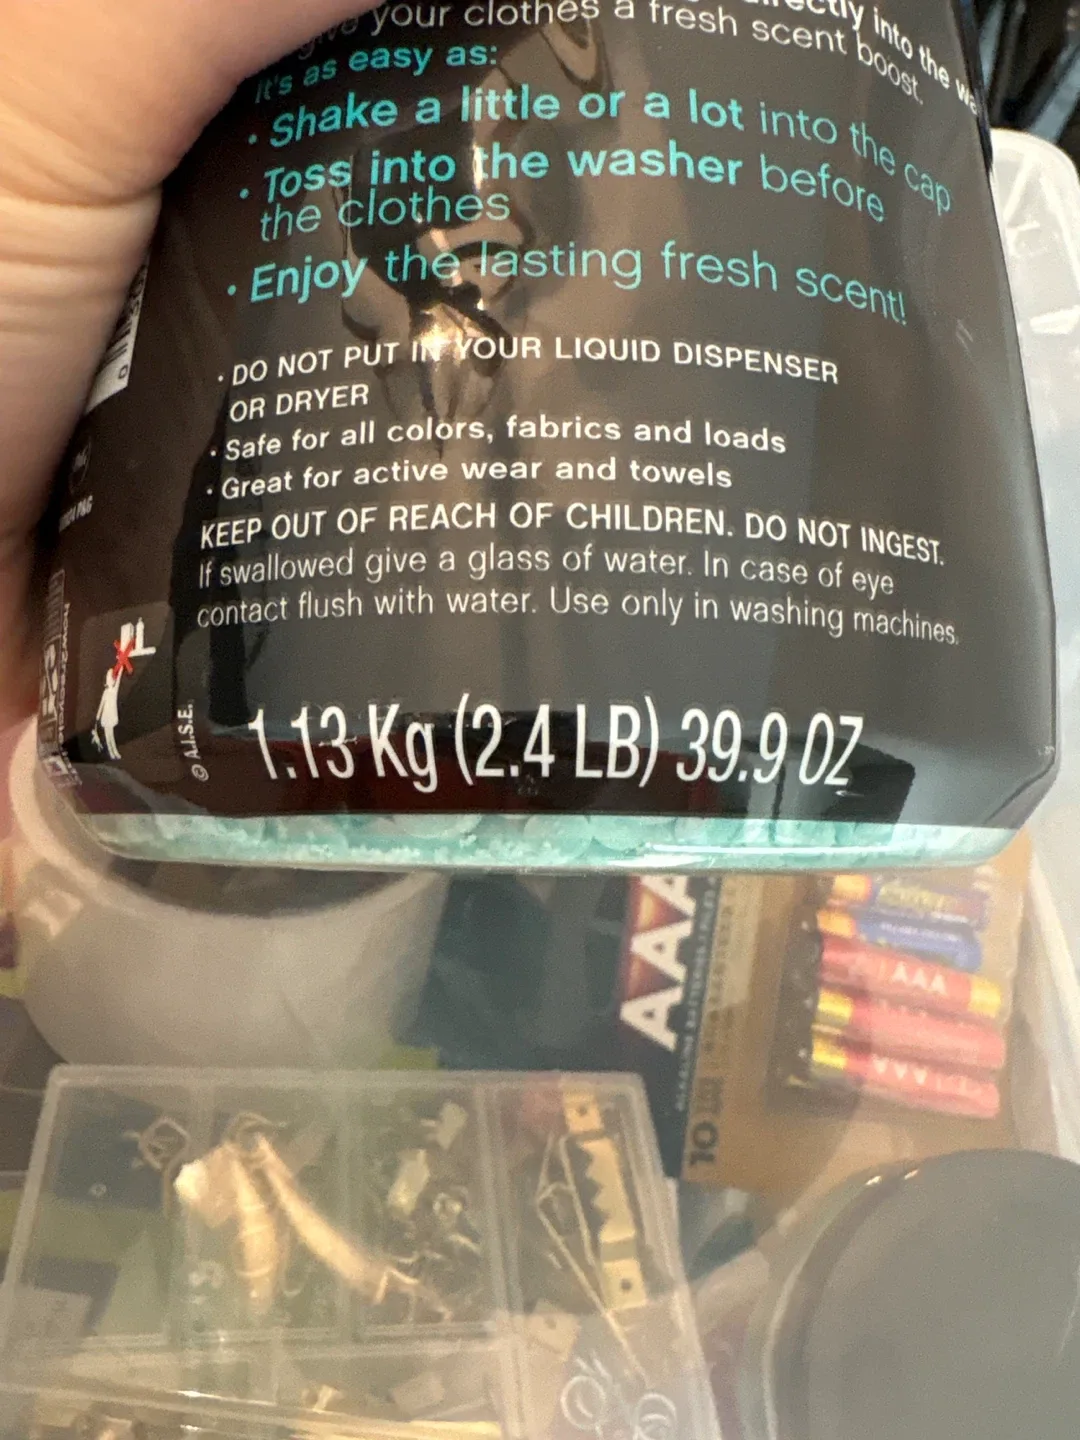 your clothes a fresh scent boost.
into the
It's as easy as:
· Shake a little or a lot into the cap
· Toss into the washer before
the clothes
· Enjoy the lasting fresh scent!
· DO NOT PUT IN YOUR LIQUID DISPENSER
OR DRYER
· Safe for all colors, fabrics and loads
· Great for active wear and towels
KEEP OUT OF REACH OF CHILDREN. DO NOT INGEST.
If swallowed give a glass of water. In case of eye
contact flush with water. Use only in washing machines.
© A.I.S.E.
1.13 Kg (2.4 LB) 39.9 OZ
AAA
10
AAA